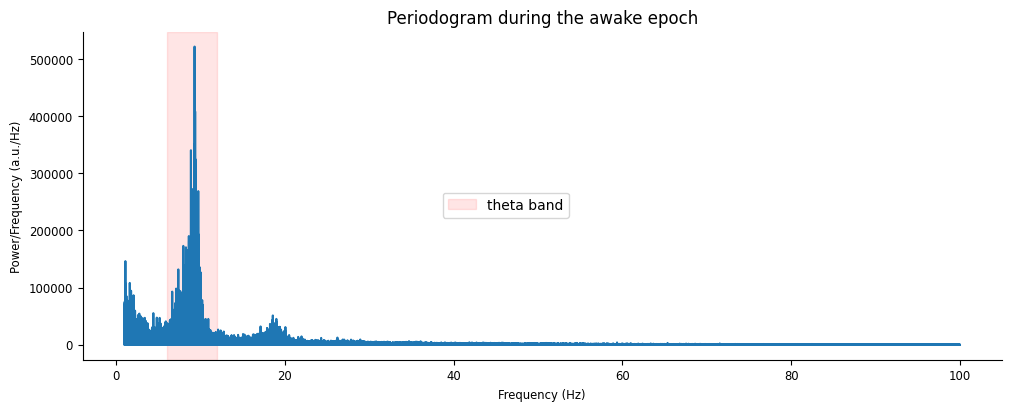 Periodogram during the awake epoch
Power/Frequency (a.u./Hz)
500000
400000
300000
200000
100000
0
theta band
0 20 40 60 80 100
Frequency (Hz)